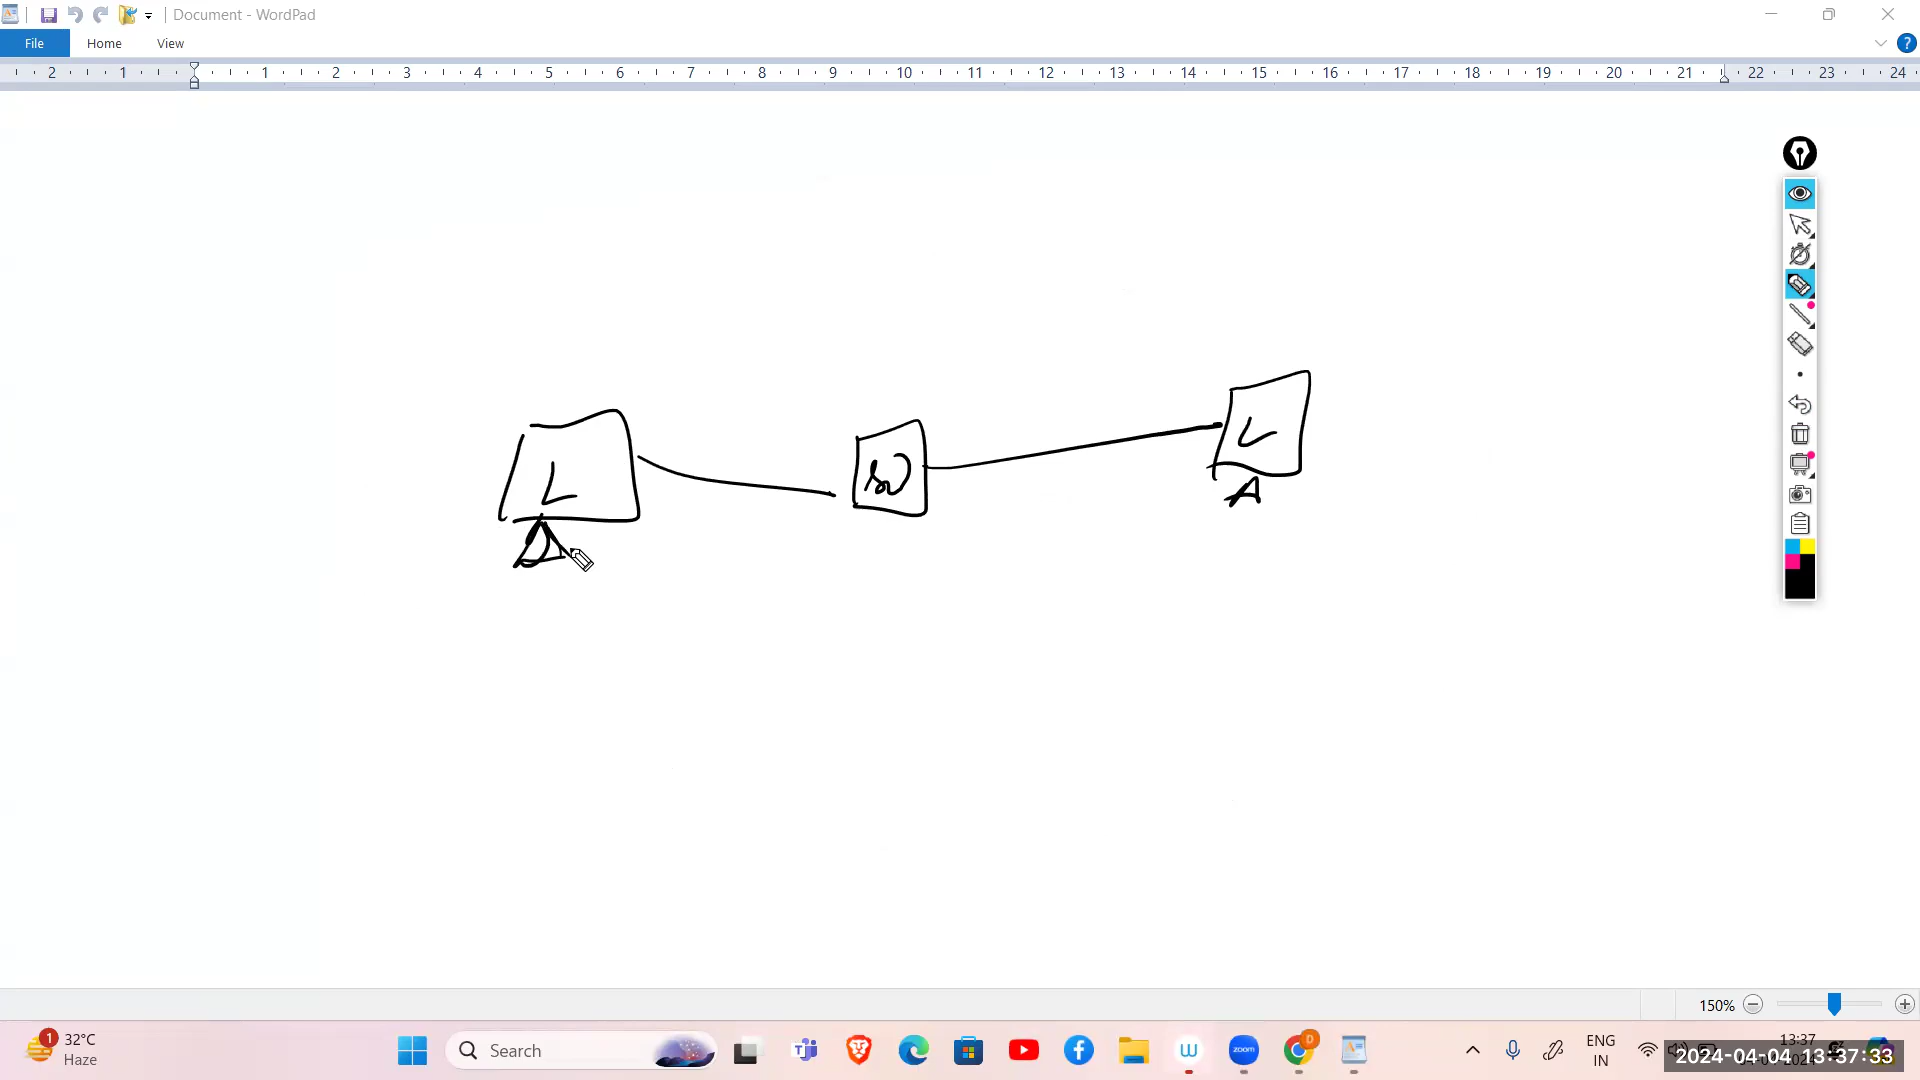 Document - WordPad
File Home View
2 1 1 2 3 4 5 6 7 8 9 10 11 12 13 14 15 16 17 18 19 20 21 22 23 24
L
SW
L
A
150%
1
32°C
Haze
Search
zoom
D
ENG
IN
13:37
2024-04-04 13:37:33